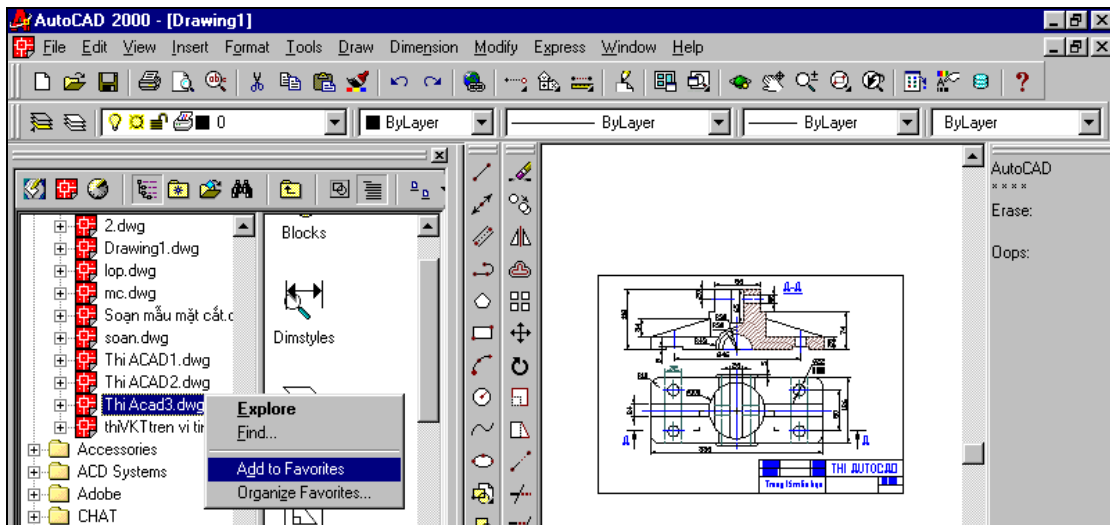 AutoCAD 2000 - [Drawing1]
File Edit View Insert Format Tools Draw Dimension Modify Express Window Help
0 ByLayer ByLayer ByLayer ByLayer
2.dwg
Drawing1.dwg
lop.dwg
mc.dwg
Soạn mẫu mặt cắt.
soan.dwg
Thi ACAD1.dwg
Thi ACAD2.dwg
Thi Acad3.dwg
thiVKTtren vi
Accessories
ACD Systems
Adobe
CHAT
Blocks
Dimstyles
Explore
Find...
Add to Favorites
Organize Favorites...
AutoCAD
* * * *
Erase:
Oops:
Д-Д
Д Д
THI AUTOCAD